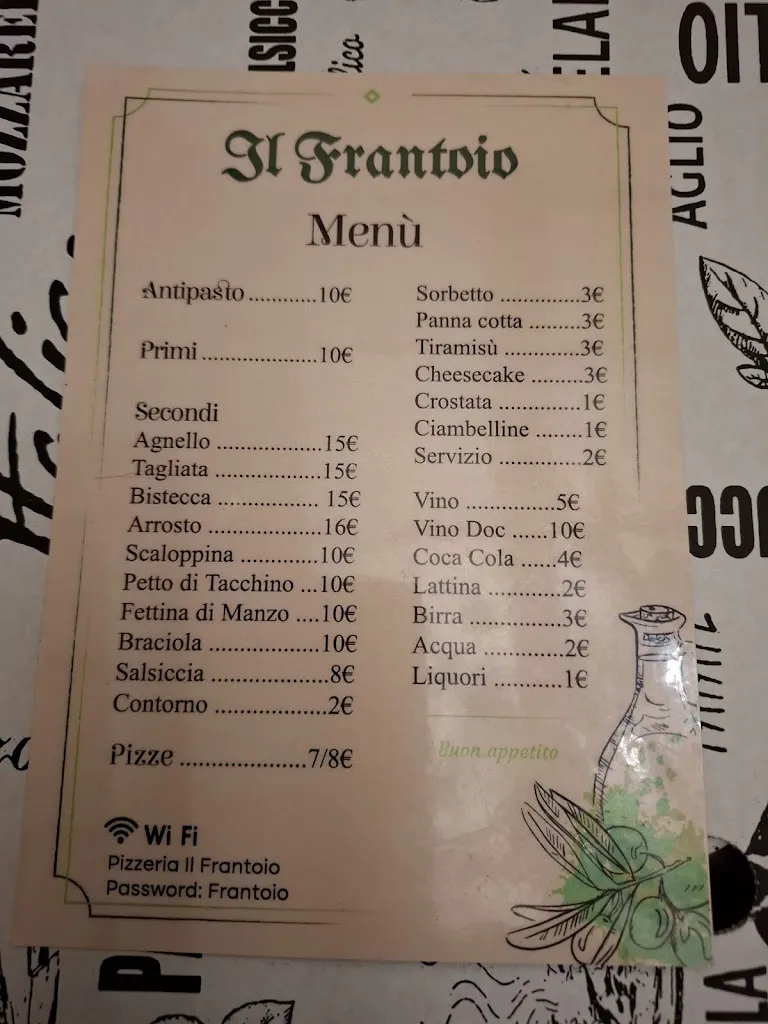 Il Frantoio
Menù
Antipasto............10€
Primi....................10€
Secondi
Agnello ................15€
Tagliata .................15€
Bistecca ............... 15€
Arrosto .................16€
Scaloppina ............10€
Petto di Tacchino ...10€
Fettina di Manzo ....10€
Braciola .................10€
Salsiccia .................8€
Contorno ................2€
Pizze ....................7/8€
Wi Fi
Pizzeria Il Frantoio
Password: Frantoio
Sorbetto ............3€
Panna cotta ........3€
Tiramisù ............3€
Cheesecake ........3€
Crostata .............1€
Ciambelline .......1€
Servizio .............2€
Vino .............5€
Vino Doc .....10€
Coca Cola .....4€
Lattina ...........2€
Birra ..............3€
Acqua ............2€
Liquori ..........1€
Buon appetito
AGLIO